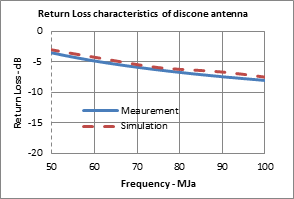 Return Loss characteristics of discone antenna
0
-5
-10
-15
-20
Return Loss - dB
Meaurement
Simulation
50
60
70
80
90
100
Frequency - MJa